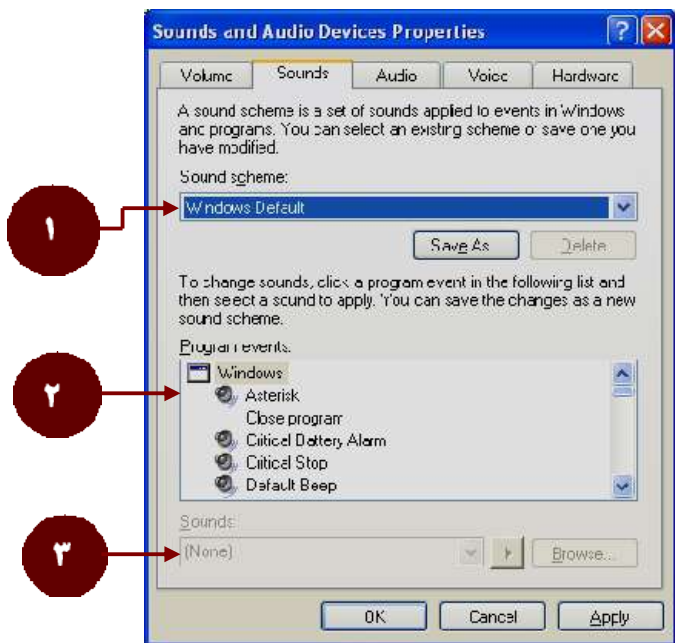 Sounds and Audio Devices Properties
Volume Sounds Audio Voice Hardware
A sound scheme is a set of sounds applied to events in Windows
and programs. You can select an existing scheme or save one you
have modified.
Sound scheme:
١
Windows Default
Save As Delete
To change sounds, click a program event in the following list and
then select a sound to apply. You can save the changes as a new
sound scheme.
Program events:
Windows
٢
Asterisk
Close program
Critical Battery Alarm
Critical Stop
Default Beep
Sounds:
٣
(None) Browse...
OK Cancel Apply